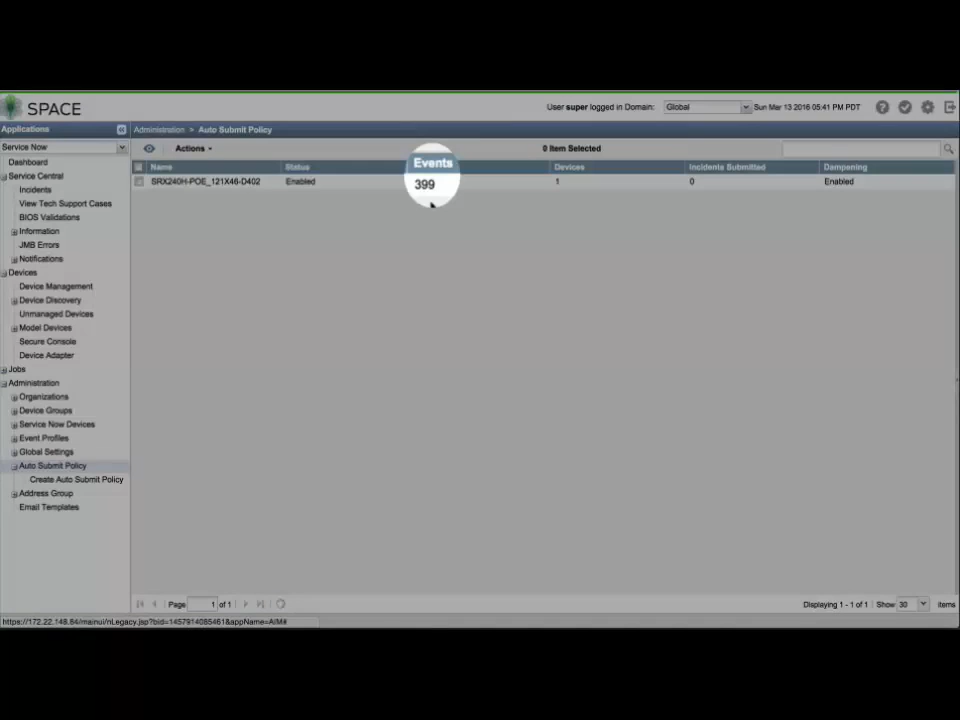 SPACE
User super logged in Domain: Global Sun Mar 13 2016 05:41 PM PDT
Applications
Administration > Auto Submit Policy
Service Now
Actions
0 Item Selected
Name Status Events Devices Incidents Submitted Dampening
SRX240H-POE_121X46-D402 Enabled 399 1 0 Enabled
Dashboard
Service Central
Incidents
View Tech Support Cases
BIOS Validations
Information
JMB Errors
Notifications
Devices
Device Management
Device Discovery
Unmanaged Devices
Model Devices
Secure Console
Device Adapter
Jobs
Administration
Organizations
Device Groups
Service Now Devices
Event Profiles
Global Settings
Auto Submit Policy
Create Auto Submit Policy
Address Group
Email Templates
Page 1 of 1 Displaying 1 - 1 of 1 Show 30 items
https://172.22.148.84/mainui/nLegacy.jsp?bid=1457914085461&appName=AIM#